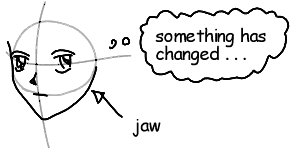 something has
changed . . .
jaw